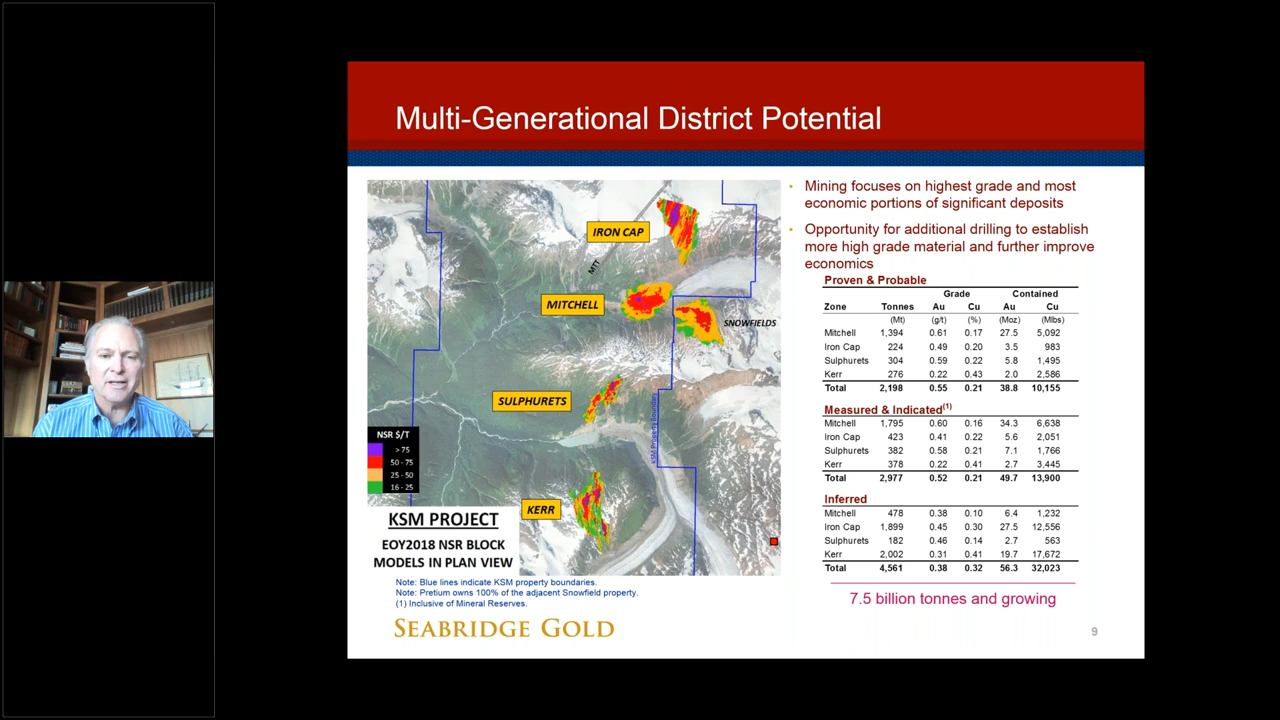 Multi-Generational District Potential
IRON CAP
MTT
MITCHELL
SNOWFIELDS
SULPHURETS
KSM Property Boundary
NSR $/T
> 75
50 - 75
25 - 50
16 - 25
KERR
KSM PROJECT
EOY2018 NSR BLOCK
MODELS IN PLAN VIEW
Note: Blue lines indicate KSM property boundaries.
Note: Pretium owns 100% of the adjacent Snowfield property.
(1) Inclusive of Mineral Reserves.
SEABRIDGE GOLD
• Mining focuses on highest grade and most
economic portions of significant deposits
• Opportunity for additional drilling to establish
more high grade material and further improve
economics
Proven & Probable
Grade Contained
Zone Tonnes Au Cu Au Cu
(Mt) (g/t) (%) (Moz) (Mlbs)
Mitchell 1,394 0.61 0.17 27.5 5,092
Iron Cap 224 0.49 0.20 3.5 983
Sulphurets 304 0.59 0.22 5.8 1,495
Kerr 276 0.22 0.43 2.0 2,586
Total 2,198 0.55 0.21 38.8 10,155
Measured & Indicated(1)
Mitchell 1,795 0.60 0.16 34.3 6,638
Iron Cap 423 0.41 0.22 5.6 2,051
Sulphurets 382 0.58 0.21 7.1 1,766
Kerr 378 0.22 0.41 2.7 3,445
Total 2,977 0.52 0.21 49.7 13,900
Inferred
Mitchell 478 0.38 0.10 6.4 1,232
Iron Cap 1,899 0.45 0.30 27.5 12,556
Sulphurets 182 0.46 0.14 2.7 563
Kerr 2,002 0.31 0.41 19.7 17,672
Total 4,561 0.38 0.32 56.3 32,023
7.5 billion tonnes and growing
9